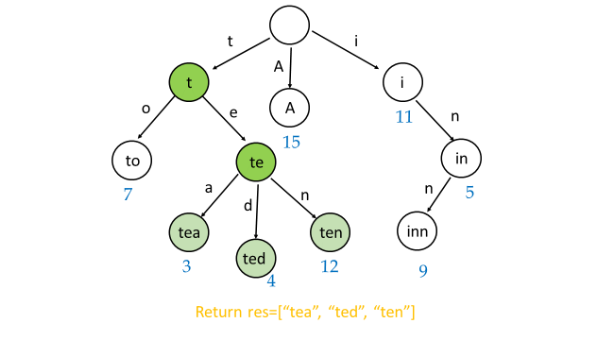 t
i
A
t
A
i
15
11
o
e
n
to
te
in
7
5
a
d
n
n
tea
ted
ten
inn
3
4
12
9
Return res=["tea", "ted", "ten"]